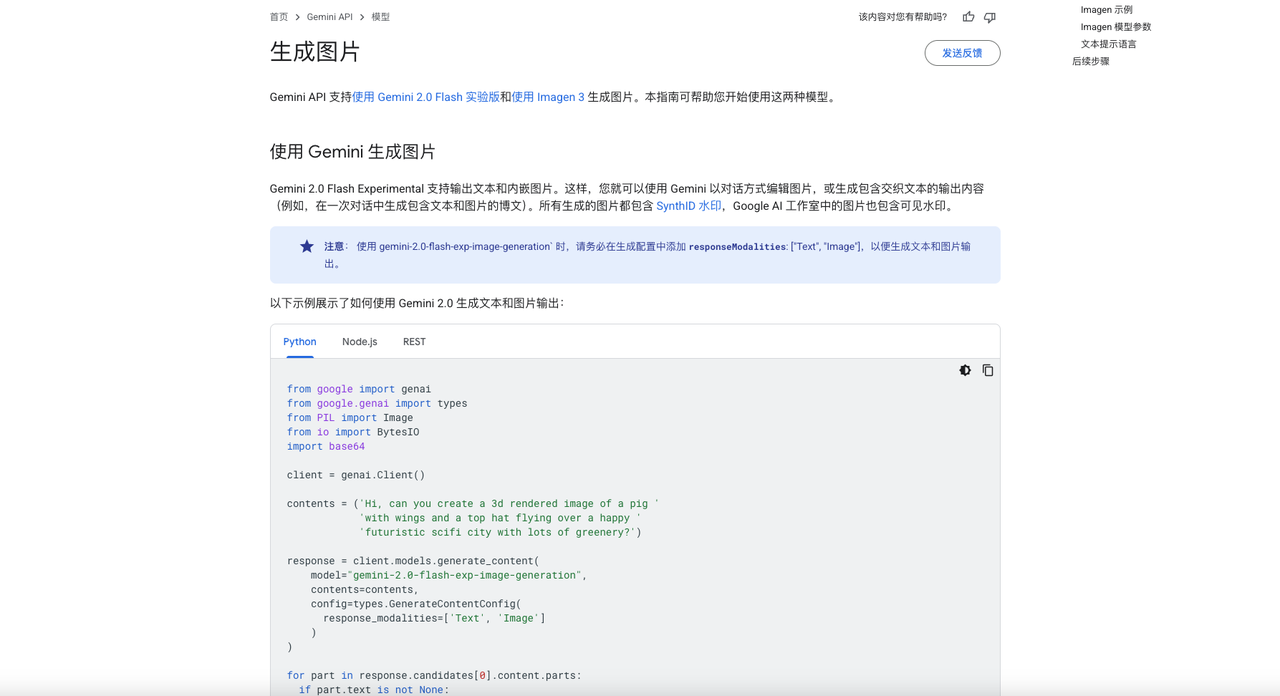 首页 > Gemini API > 模型
该内容对您有帮助吗?
生成图片
发送反馈
Gemini API 支持使用 Gemini 2.0 Flash 实验版和使用 Imagen 3 生成图片。本指南可帮助您开始使用这两种模型。
使用 Gemini 生成图片
Gemini 2.0 Flash Experimental 支持输出文本和内嵌图片。这样，您就可以使用 Gemini 以对话方式编辑图片，或生成包含交织文本的输出内容
（例如，在一次对话中生成包含文本和图片的博文）。所有生成的图片都包含 SynthID 水印，Google AI 工作室中的图片也包含可见水印。
注意： 使用 gemini-2.0-flash-exp-image-generation` 时，请务必在生成配置中添加 responseModalities: ["Text", "Image"]，以便生成文本和图片输
出。
以下示例展示了如何使用 Gemini 2.0 生成文本和图片输出：
Python Node.js REST
from google import genai
from google.genai import types
from PIL import Image
from io import BytesIO
import base64
client = genai.Client()
contents = ('Hi, can you create a 3d rendered image of a pig '
'with wings and a top hat flying over a happy '
'futuristic scifi city with lots of greenery?')
response = client.models.generate_content(
model="gemini-2.0-flash-exp-image-generation",
contents=contents,
config=types.GenerateContentConfig(
response_modalities=['Text', 'Image']
)
)
for part in response.candidates[0].content.parts:
if part.text is not None:
Imagen 示例
Imagen 模型参数
文本提示语言
后续步骤